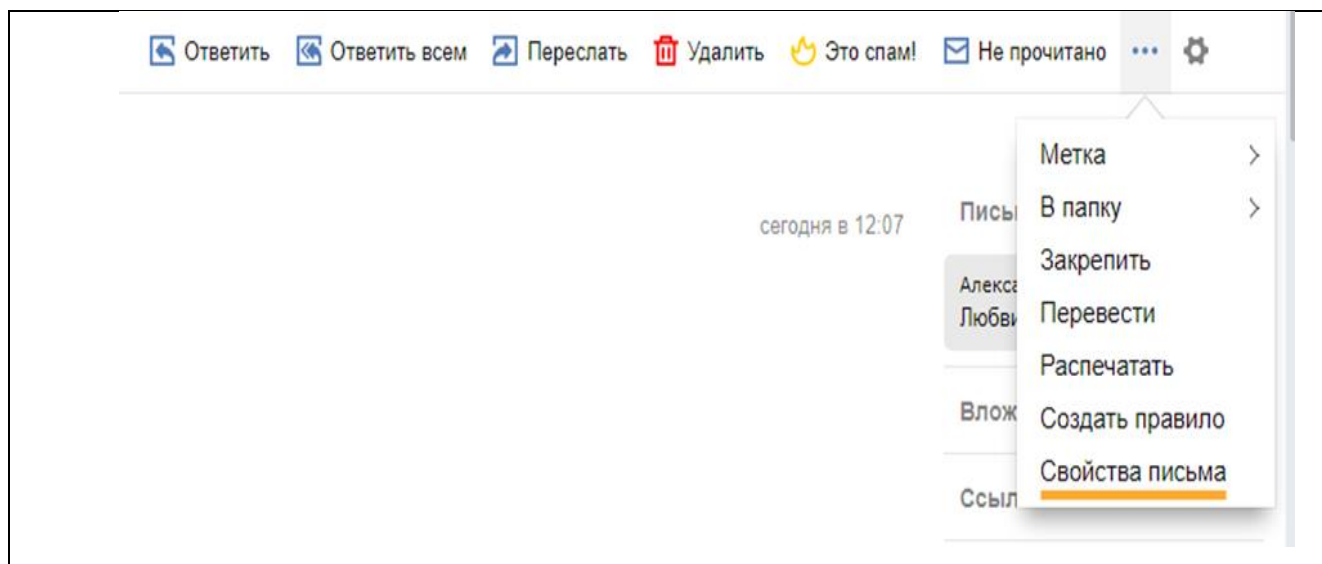 Ответить Ответить всем Переслать Удалить Это спам! Не прочитано
Метка
сегодня в 12:07
В папку
Закрепить
Перевести
Распечатать
Создать правило
Свойства письма